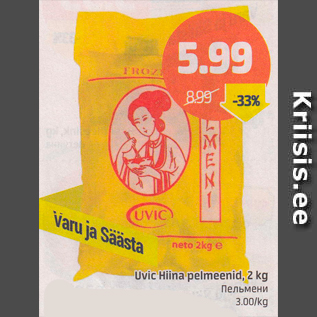 5.99
8.99
-33%
FROZ
LMENI
UVIC
neto 2kg e
Varu ja Säästa
Uvic Hiina pelmeenid, 2 kg
Пельмени
3.00/kg
Kriisis.ee